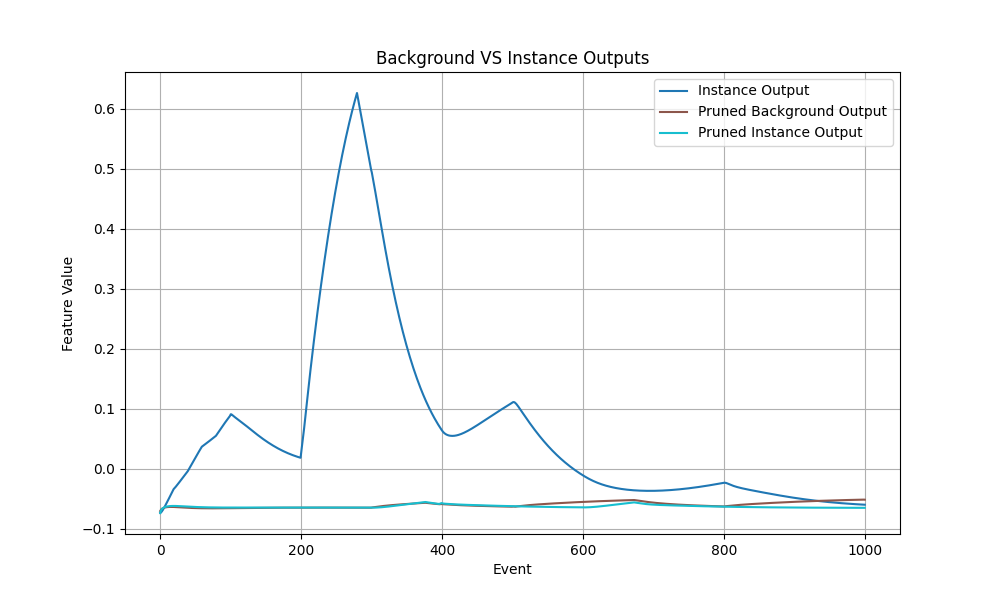 Background VS Instance Outputs
Instance Output
Pruned Background Output
Pruned Instance Output
Feature Value
0.6
0.5
0.4
0.3
0.2
0.1
0.0
−0.1
0 200 400 600 800 1000
Event